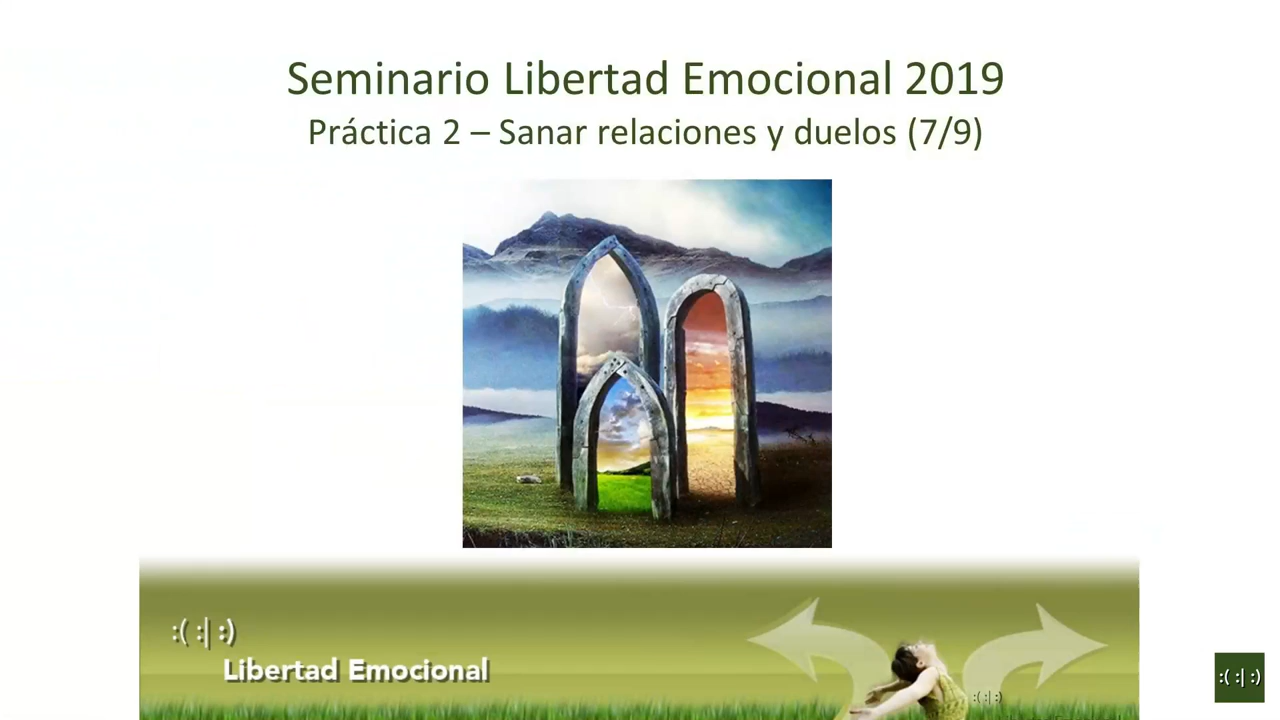 Seminario Libertad Emocional 2019
Práctica 2 – Sanar relaciones y duelos (7/9)
:( :| :)
Libertad Emocional
:( :| :)
:( :| :)